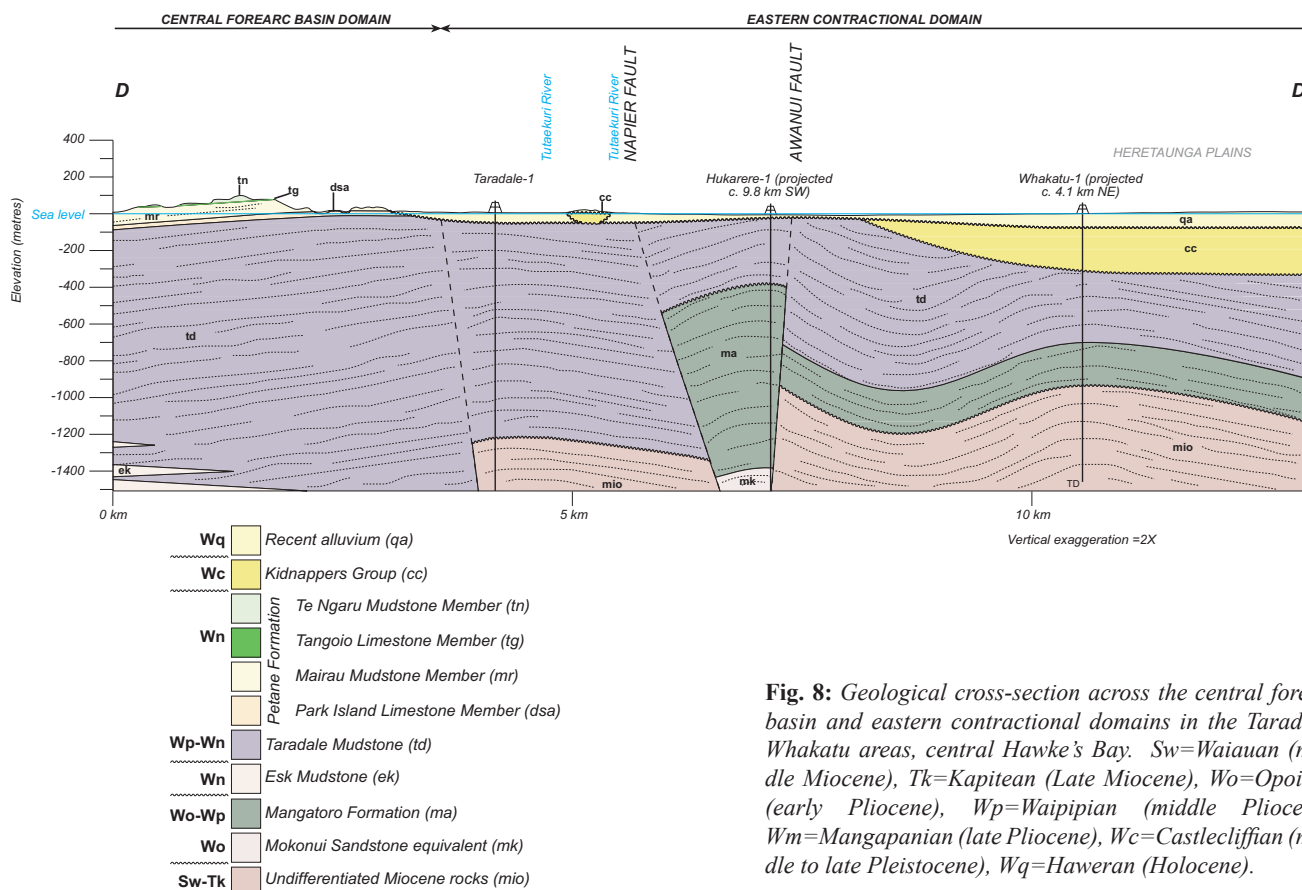 CENTRAL FOREARC BASIN DOMAIN
EASTERN CONTRACTIONAL DOMAIN
D
D
Tutaekuri River
Tutaekuri River
NAPIER FAULT
AWANUI FAULT
HERETAUNGA PLAINS
Taradale-1
Hukarere-1 (projected
c. 9.8 km SW)
Whakatu-1 (projected
c. 4.1 km NE)
Elevation (metres)
400
200
Sea level
-200
-400
-600
-800
-1000
-1200
-1400
tn
tg
dsa
mr
cc
qa
cc
td
td
ma
ek
mio
mk
mio
TD
0 km
5 km
10 km
Vertical exaggeration =2X
Wq Recent alluvium (qa)
Wc Kidnappers Group (cc)
Petane Formation
Te Ngaru Mudstone Member (tn)
Wn Tangoio Limestone Member (tg)
Mairau Mudstone Member (mr)
Park Island Limestone Member (dsa)
Wp-Wn Taradale Mudstone (td)
Wn Esk Mudstone (ek)
Wo-Wp Mangatoro Formation (ma)
Wo Mokonui Sandstone equivalent (mk)
Sw-Tk Undifferentiated Miocene rocks (mio)
Fig. 8: Geological cross-section across the central fore
basin and eastern contractional domains in the Tarad
Whakatu areas, central Hawke's Bay. Sw=Waiauan (m
dle Miocene), Tk=Kapitean (Late Miocene), Wo=Opoi
(early Pliocene), Wp=Waipipian (middle Plioce
Wm=Mangapanian (late Pliocene), Wc=Castlecliffian (m
dle to late Pleistocene), Wq=Haweran (Holocene).